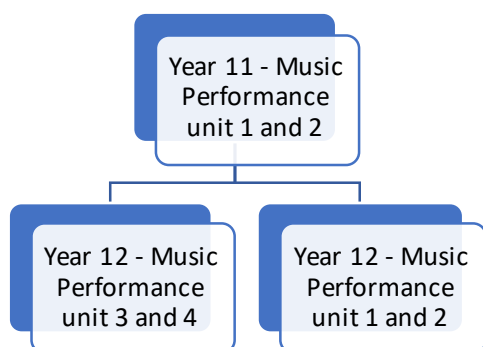 Year 11 - Music
Performance
unit 1 and 2
Year 12 - Music
Performance
unit 3 and 4
Year 12 - Music
Performance
unit 1 and 2